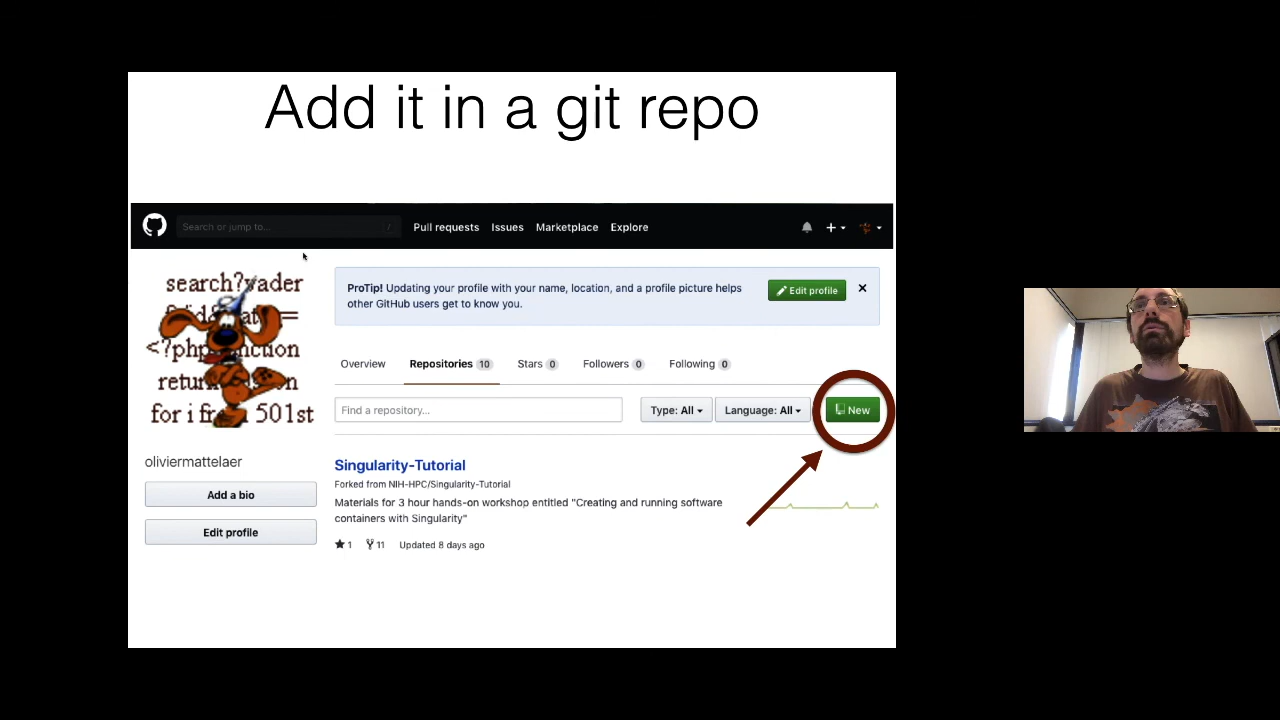 Add it in a git repo
Search or jump to... /
Pull requests Issues Marketplace Explore
search?vader
<?php function
return
for i fr 501st
ProTip! Updating your profile with your name, location, and a profile picture helps
other GitHub users get to know you.
Edit profile
Overview Repositories 10 Stars 0 Followers 0 Following 0
Find a repository... Type: All Language: All New
oliviermattelaer
Add a bio
Edit profile
Singularity-Tutorial
Forked from NIH-HPC/Singularity-Tutorial
Materials for 3 hour hands-on workshop entitled "Creating and running software
containers with Singularity"
1 11 Updated 8 days ago